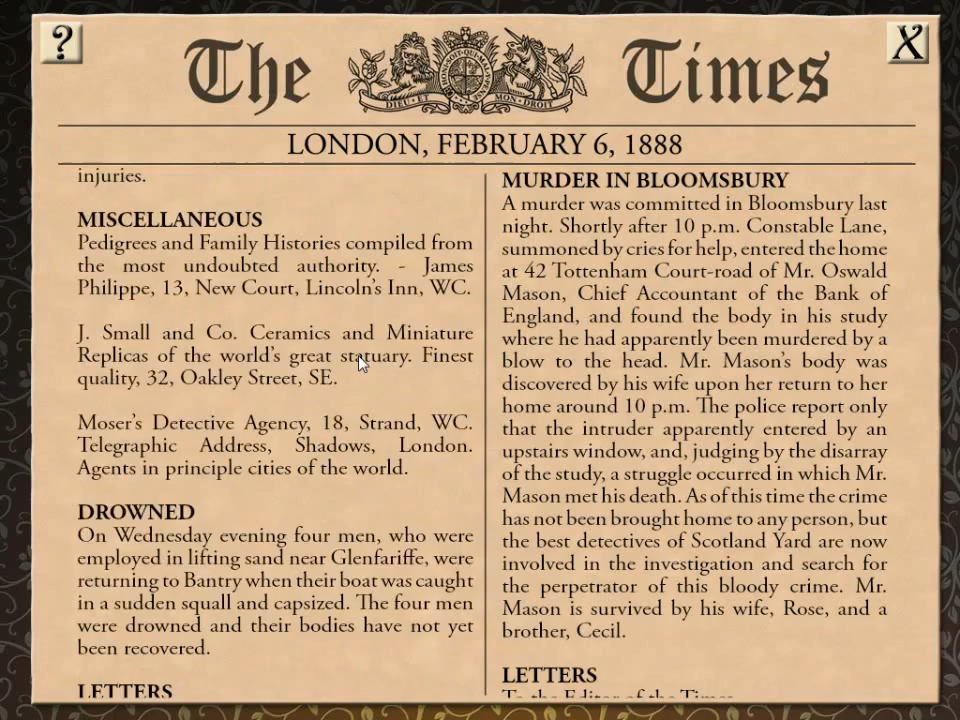 ?
The Times
X
DIEU·ET MON·DROIT
LONDON, FEBRUARY 6, 1888
injuries.
MISCELLANEOUS
Pedigrees and Family Histories compiled from
the most undoubted authority. - James
Philippe, 13, New Court, Lincoln's Inn, WC.
J. Small and Co. Ceramics and Miniature
Replicas of the world's great statuary. Finest
quality, 32, Oakley Street, SE.
Moser's Detective Agency, 18, Strand, WC.
Telegraphic Address, Shadows, London.
Agents in principle cities of the world.
DROWNED
On Wednesday evening four men, who were
employed in lifting sand near Glenfariffe, were
returning to Bantry when their boat was caught
in a sudden squall and capsized. The four men
were drowned and their bodies have not yet
been recovered.
LETTERS
MURDER IN BLOOMSBURY
A murder was committed in Bloomsbury last
night. Shortly after 10 p.m. Constable Lane,
summoned by cries for help, entered the home
at 42 Tottenham Court-road of Mr. Oswald
Mason, Chief Accountant of the Bank of
England, and found the body in his study
where he had apparently been murdered by a
blow to the head. Mr. Mason's body was
discovered by his wife upon her return to her
home around 10 p.m. The police report only
that the intruder apparently entered by an
upstairs window, and, judging by the disarray
of the study, a struggle occurred in which Mr.
Mason met his death. As of this time the crime
has not been brought home to any person, but
the best detectives of Scotland Yard are now
involved in the investigation and search for
the perpetrator of this bloody crime. Mr.
Mason is survived by his wife, Rose, and a
brother, Cecil.
LETTERS
To the Editor of the Times